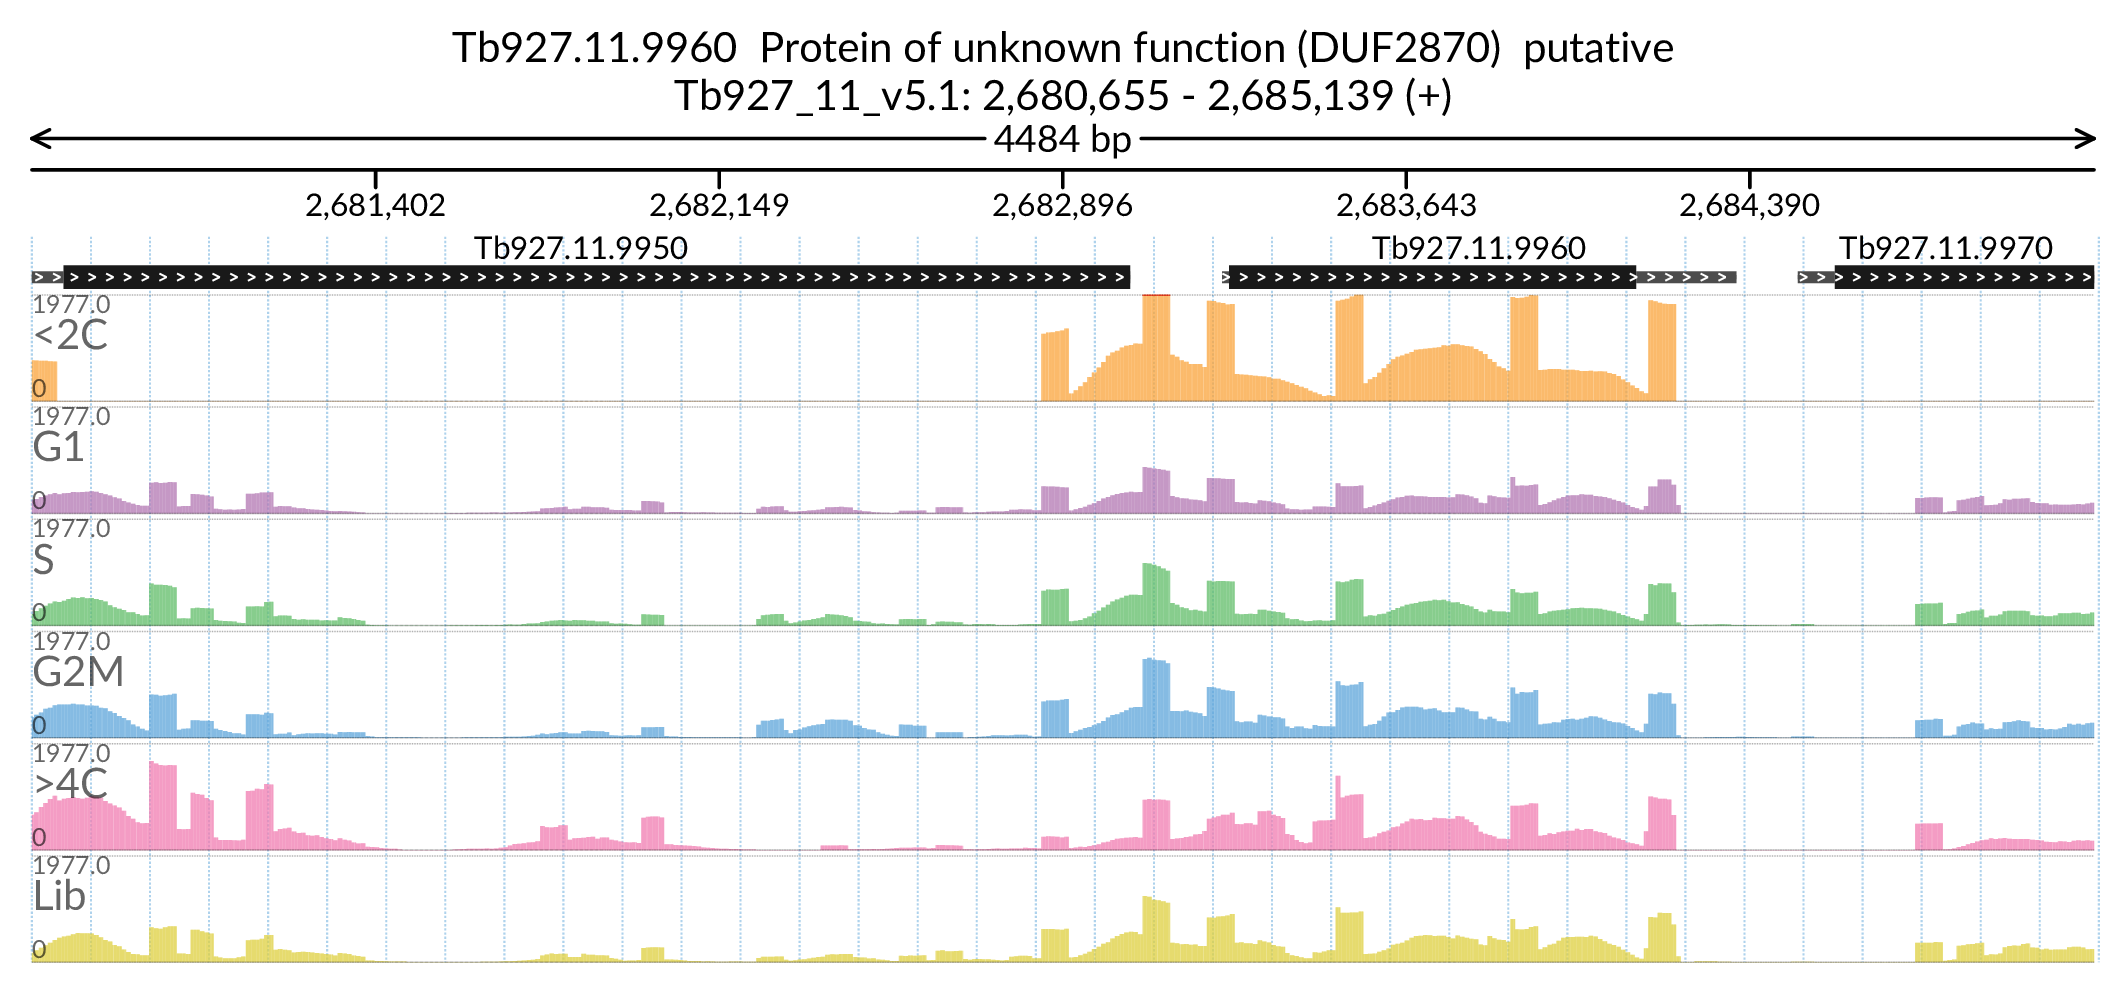 Tb927.11.9960 Protein of unknown function (DUF2870) putative
Tb927_11_v5.1: 2,680,655 - 2,685,139 (+)
4484 bp
2,681,402 2,682,149 2,682,896 2,683,643 2,684,390
Tb927.11.9950 Tb927.11.9960 Tb927.11.9970
1977.0
<2C
0
1977.0
G1
0
1977.0
S
0
1977.0
G2M
0
1977.0
>4C
0
1977.0
Lib
0